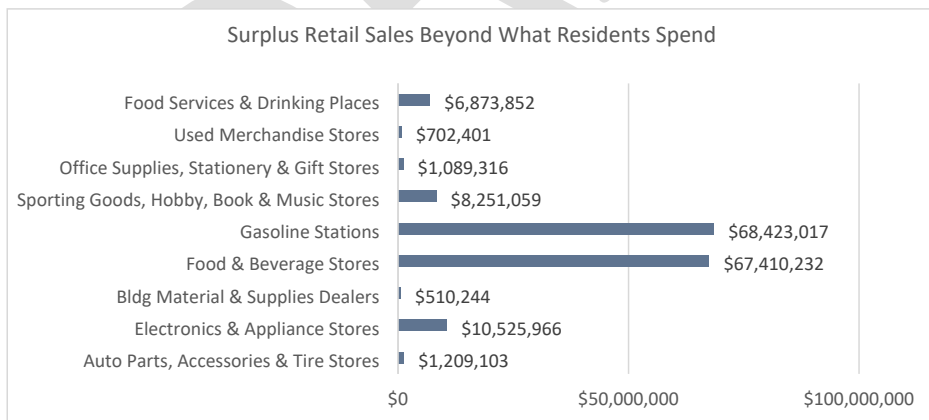 Surplus Retail Sales Beyond What Residents Spend
Food Services & Drinking Places $6,873,852
Used Merchandise Stores $702,401
Office Supplies, Stationery & Gift Stores $1,089,316
Sporting Goods, Hobby, Book & Music Stores $8,251,059
Gasoline Stations $68,423,017
Food & Beverage Stores $67,410,232
Bldg Material & Supplies Dealers $510,244
Electronics & Appliance Stores $10,525,966
Auto Parts, Accessories & Tire Stores $1,209,103
$0 $50,000,000 $100,000,000